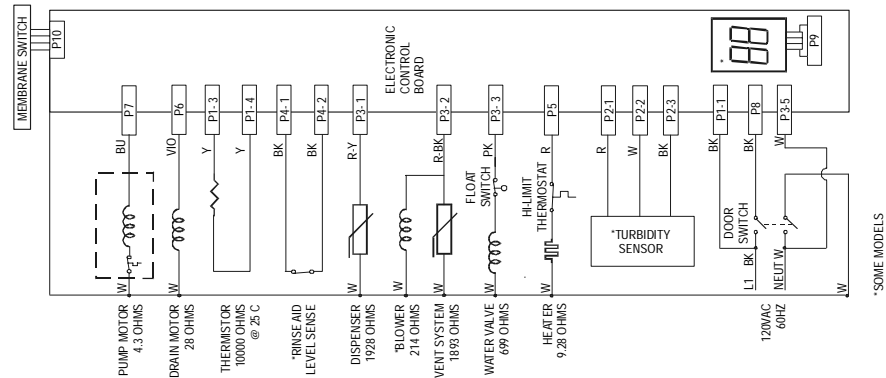 MEMBRANE SWITCH
P10
ELECTRONIC
CONTROL
BOARD
*
88
P9
P7
P6
P1- 3
P1- 4
P4- 1
P4- 2
P3- 1
P3- 2
P3- 3
P5
P2-1
P2-2
P2-3
P1-1
P8
P3-5
BU
VIO
Y
Y
BK
BK
R-Y
R-BK
PK
R
R
W
BK
BK
BK
W
FLOAT
SWITCH
HI-LIMIT
THERMOSTAT
*TURBIDITY
SENSOR
DOOR
SWITCH
L1
BK
NEUT W
W
W
W
W
W
W
W
W
PUMP MOTOR
4.3 OHMS
DRAIN MOTOR
28 OHMS
THERMISTOR
10000 OHMS
@ 25 C
*RINSE AID
LEVEL SENSE
DISPENSER
1928 OHMS
*BLOWER
214 OHMS
VENT SYSTEM
1893 OHMS
WATER VALVE
699 OHMS
HEATER
9.28 OHMS
120VAC
60HZ
*SOME MODELS